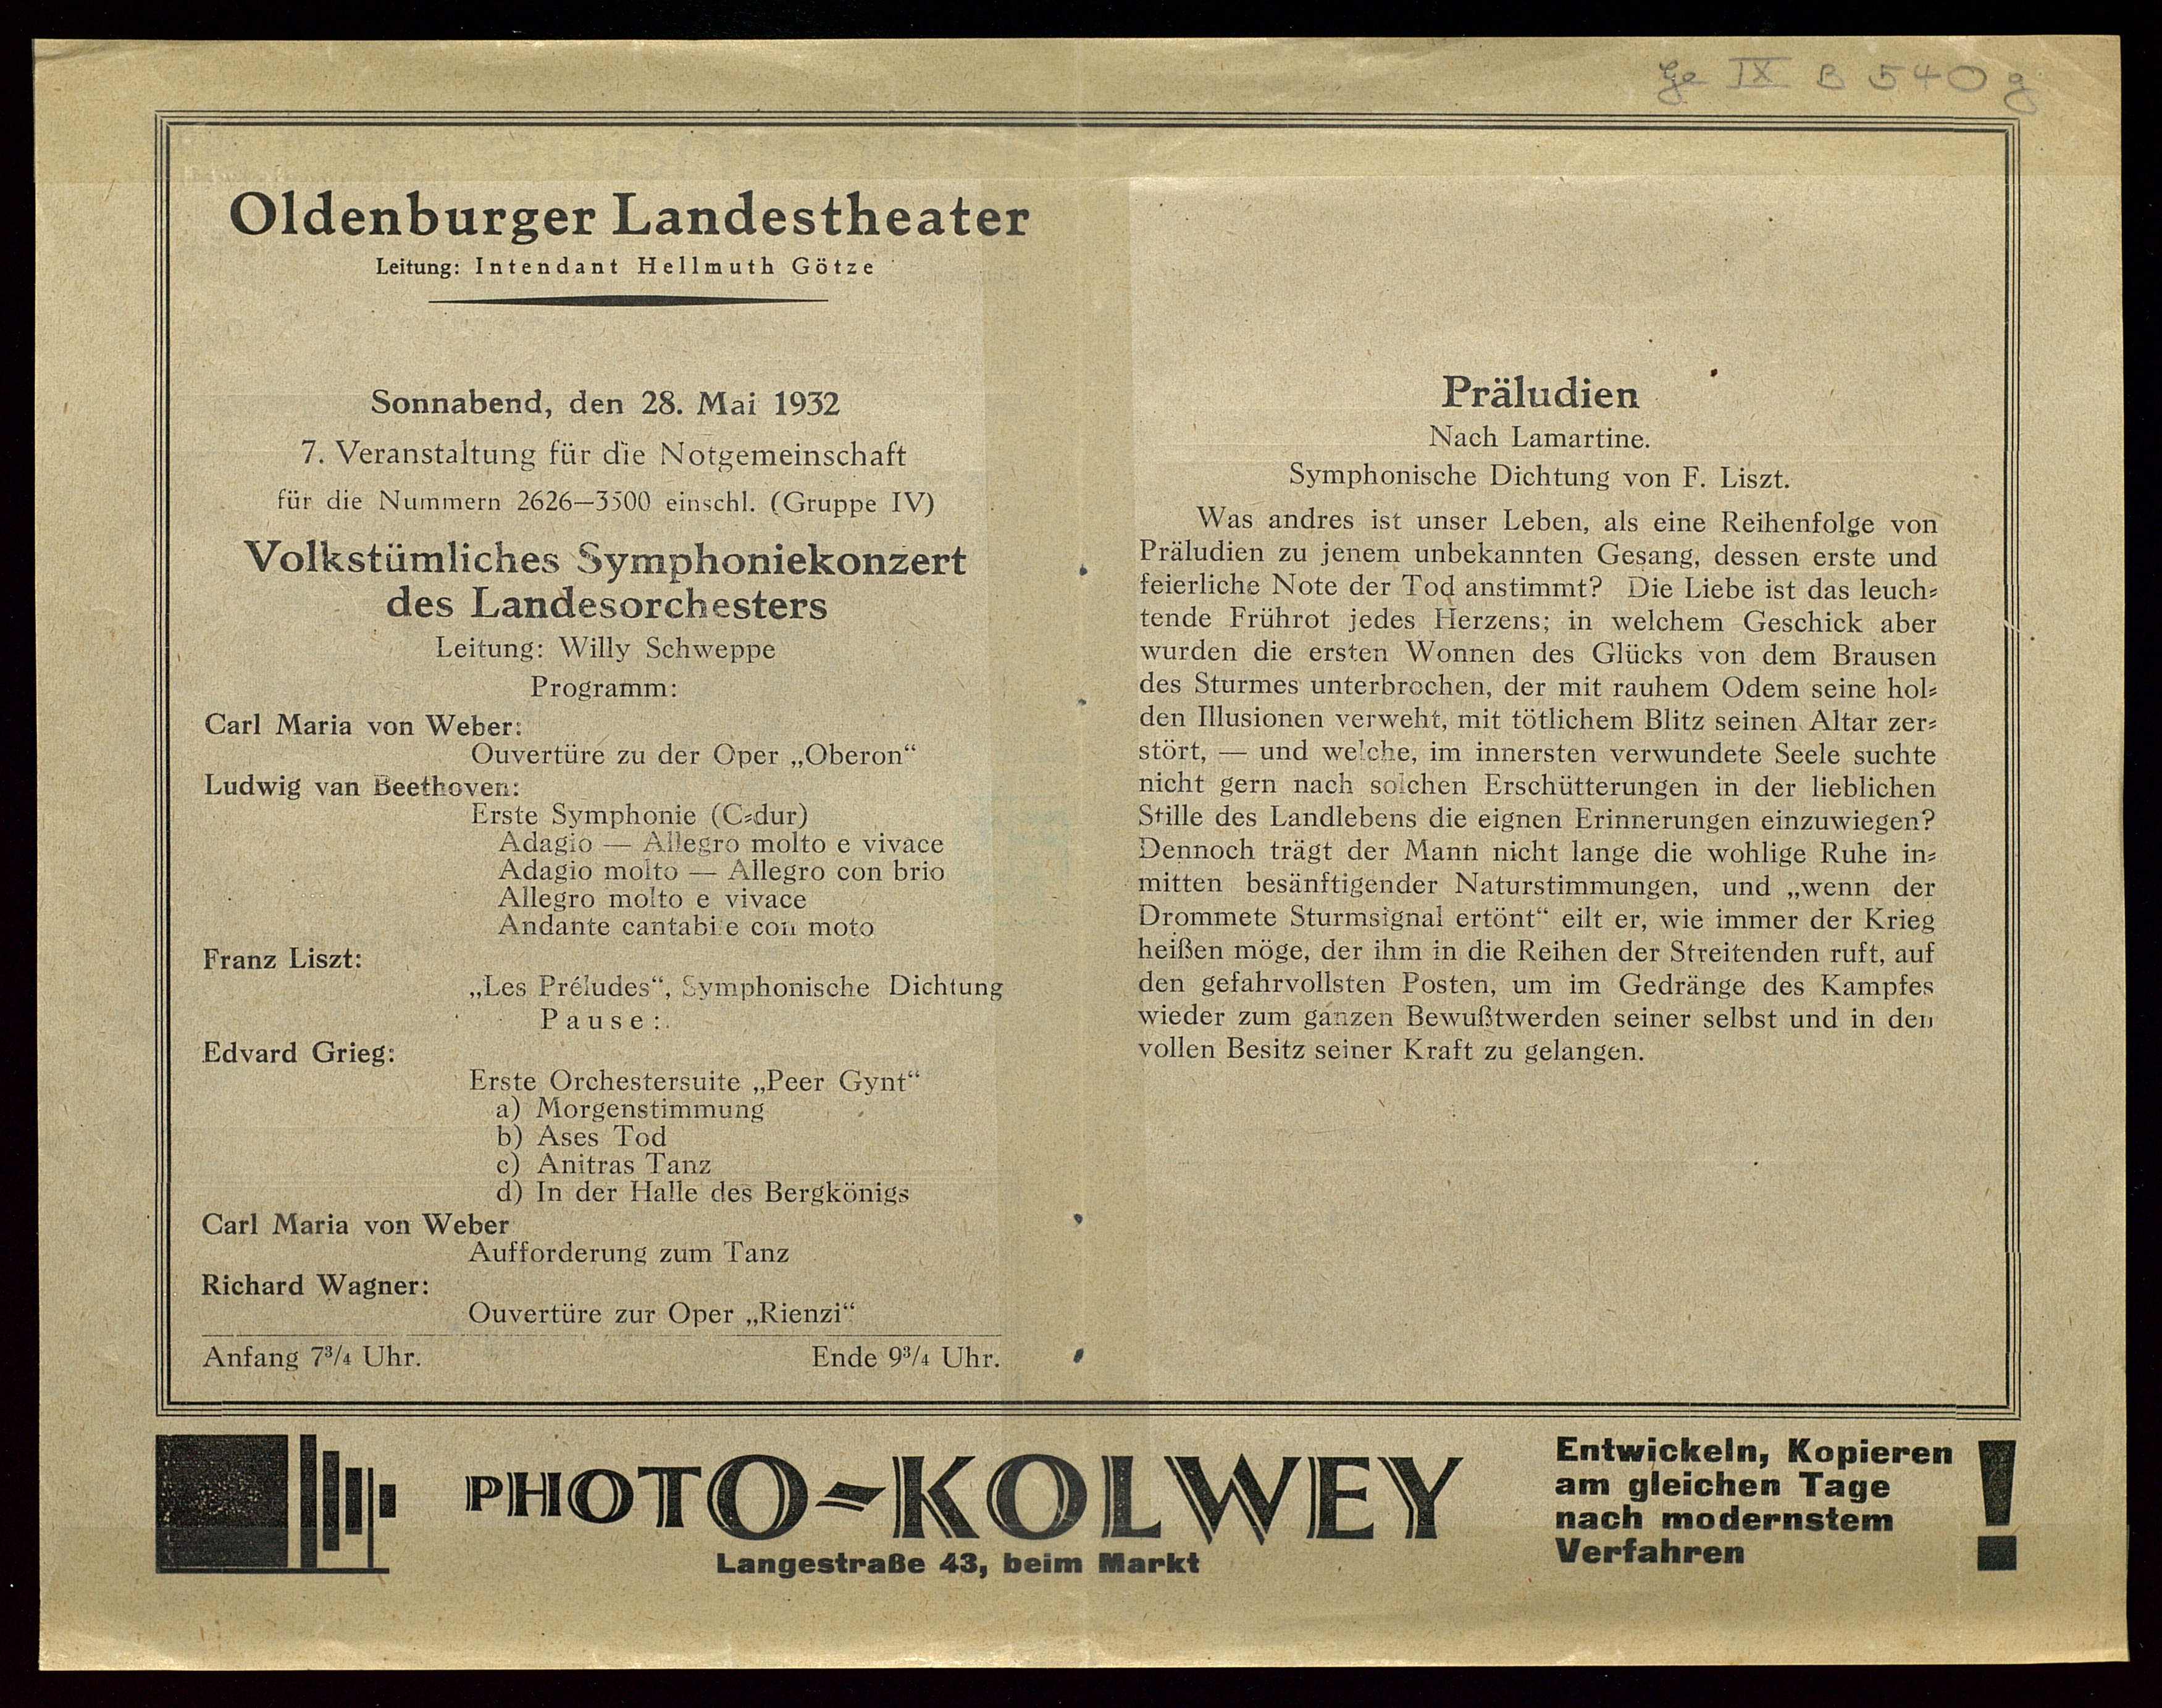 Ge IX B 540 g
Oldenburger Landestheater
Leitung: Intendant Hellmuth Götze
Sonnabend, den 28. Mai 1932
7. Veranstaltung für die Notgemeinschaft
für die Nummern 2626—3500 einschl. (Gruppe IV)
Volkstümliches Symphoniekonzert
des Landesorchesters
Leitung: Willy Schweppe
Programm:
Carl Maria von Weber:
Ouvertüre zu der Oper „Oberon“
Ludwig van Beethoven:
Erste Symphonie (C⸗dur)
Adagio — Allegro molto e vivace
Adagio molto — Allegro con brio
Allegro molto e vivace
Andante cantabile con moto
Franz Liszt:
„Les Préludes“, Symphonische Dichtung
Pause:
Edvard Grieg:
Erste Orchestersuite „Peer Gynt“
a) Morgenstimmung
b) Ases Tod
c) Anitras Tanz
d) In der Halle des Bergkönigs
Carl Maria von Weber
Aufforderung zum Tanz
Richard Wagner:
Ouvertüre zur Oper „Rienzi“
Anfang 7³/₄ Uhr. Ende 9³/₄ Uhr.
Präludien
Nach Lamartine.
Symphonische Dichtung von F. Liszt.
Was andres ist unser Leben, als eine Reihenfolge von
Präludien zu jenem unbekannten Gesang, dessen erste und
feierliche Note der Tod anstimmt? Die Liebe ist das leuch⸗
tende Frührot jedes Herzens; in welchem Geschick aber
wurden die ersten Wonnen des Glücks von dem Brausen
des Sturmes unterbrochen, der mit rauhem Odem seine hol⸗
den Illusionen verweht, mit tötlichem Blitz seinen Altar zer⸗
stört, — und welche, im innersten verwundete Seele suchte
nicht gern nach solchen Erschütterungen in der lieblichen
Stille des Landlebens die eignen Erinnerungen einzuwiegen?
Dennoch trägt der Mann nicht lange die wohlige Ruhe in⸗
mitten besänftigender Naturstimmungen, und „wenn der
Drommete Sturmsignal ertönt“ eilt er, wie immer der Krieg
heißen möge, der ihm in die Reihen der Streitenden ruft, auf
den gefahrvollsten Posten, um im Gedränge des Kampfes
wieder zum ganzen Bewußtwerden seiner selbst und in den
vollen Besitz seiner Kraft zu gelangen.
PHOTO-KOLWEY
Langestraße 43, beim Markt
Entwickeln, Kopieren
am gleichen Tage
nach modernstem
Verfahren !